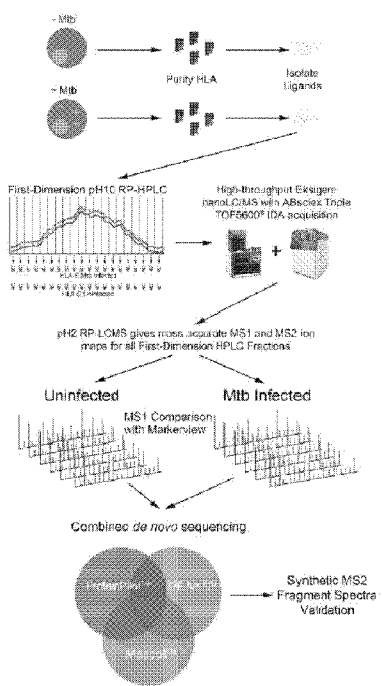 - Mtb
Purity HLA
Isolate
Ligands
+ Mtb
First-Dimension pH10 RP-HPLC
High-throughput Eksigent
nanoLC/MS with ABsciex Triple
TOF5600® IDA acquisition
pH2 RP-LCMS gives mass accurate MS1 and MS2 ion
maps for all First-Dimension HPLC Fractions
Uninfected
Mtb Infected
MS1 Comparison
with Markerview
Combined de novo sequencing
Synthetic MS2
Fragment Spectra
Validation